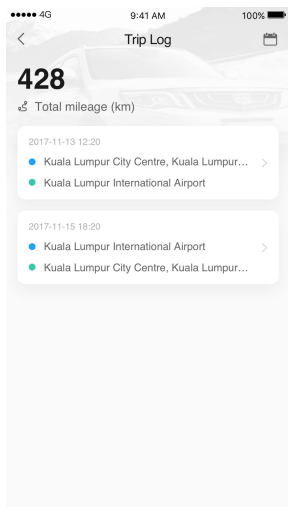 4G 9:41 AM 100%
Trip Log
428
Total mileage (km)
2017-11-13 12:20
Kuala Lumpur City Centre, Kuala Lumpur...
Kuala Lumpur International Airport
2017-11-15 18:20
Kuala Lumpur International Airport
Kuala Lumpur City Centre, Kuala Lumpur...